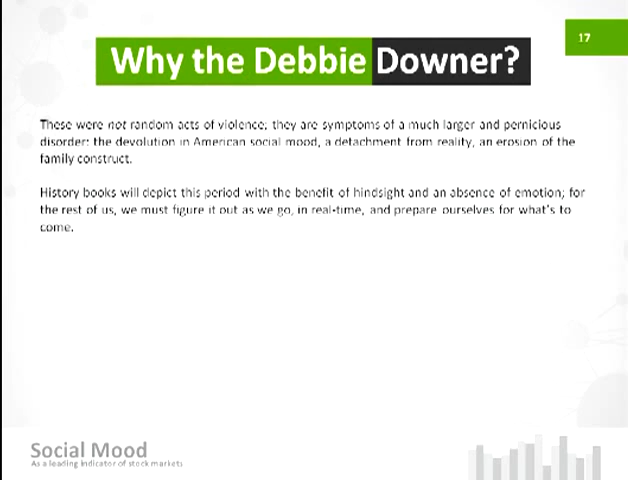 17
Why the Debbie Downer?
These were not random acts of violence; they are symptoms of a much larger and pernicious
disorder: the devolution in American social mood, a detachment from reality, an erosion of the
family construct.
History books will depict this period with the benefit of hindsight and an absence of emotion; for
the rest of us, we must figure it out as we go, in real-time, and prepare ourselves for what's to
come.
Social Mood
As a leading indicator of stock markets